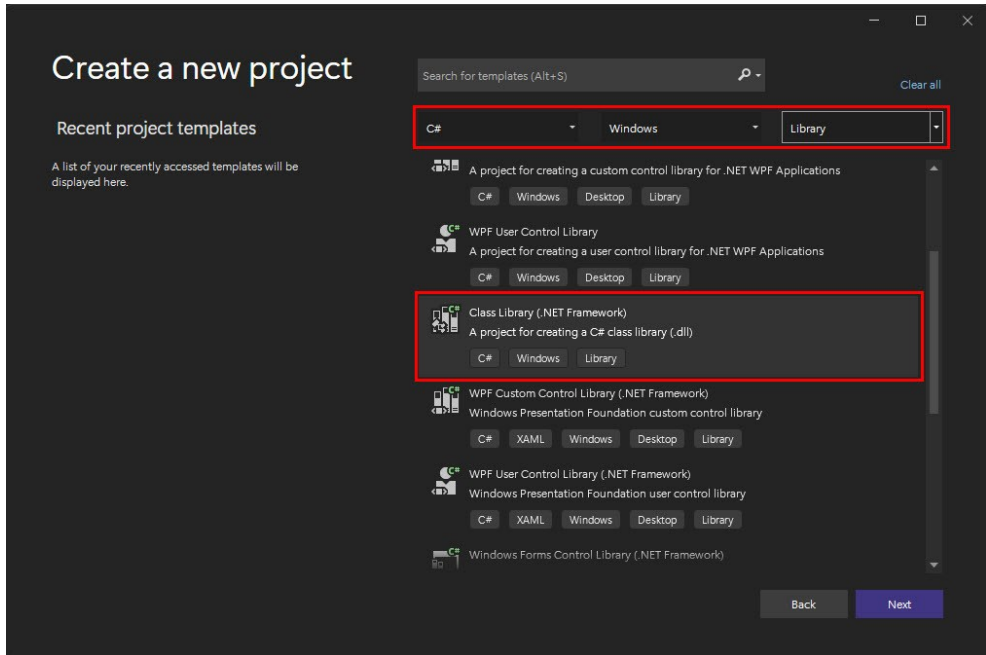 Create a new project
Search for templates (Alt+S)
Clear all
Recent project templates
A list of your recently accessed templates will be
displayed here.
C#
Windows
Library
A project for creating a custom control library for .NET WPF Applications
C# Windows Desktop Library
C#
WPF User Control Library
A project for creating a user control library for .NET WPF Applications
C# Windows Desktop Library
C#
Class Library (.NET Framework)
A project for creating a C# class library (.dll)
C# Windows Library
C#
WPF Custom Control Library (.NET Framework)
Windows Presentation Foundation custom control library
C# XAML Windows Desktop Library
C#
WPF User Control Library (.NET Framework)
Windows Presentation Foundation user control library
C# XAML Windows Desktop Library
C#
Windows Forms Control Library (.NET Framework)
Back
Next